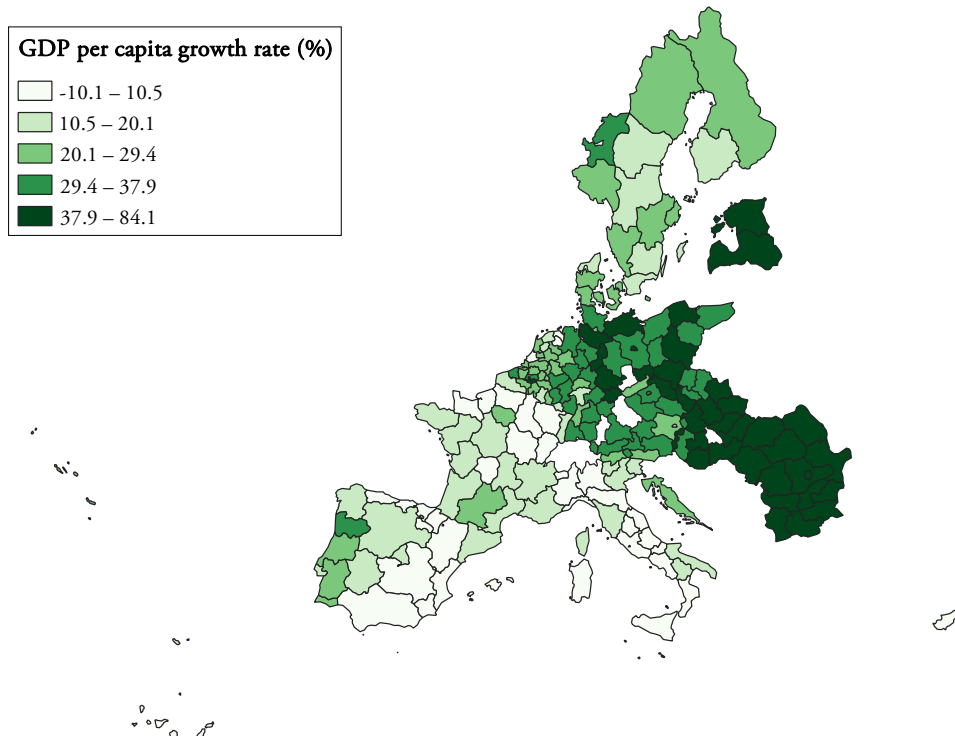 GDP per capita growth rate (%)
-10.1 – 10.5
10.5 – 20.1
20.1 – 29.4
29.4 – 37.9
37.9 – 84.1